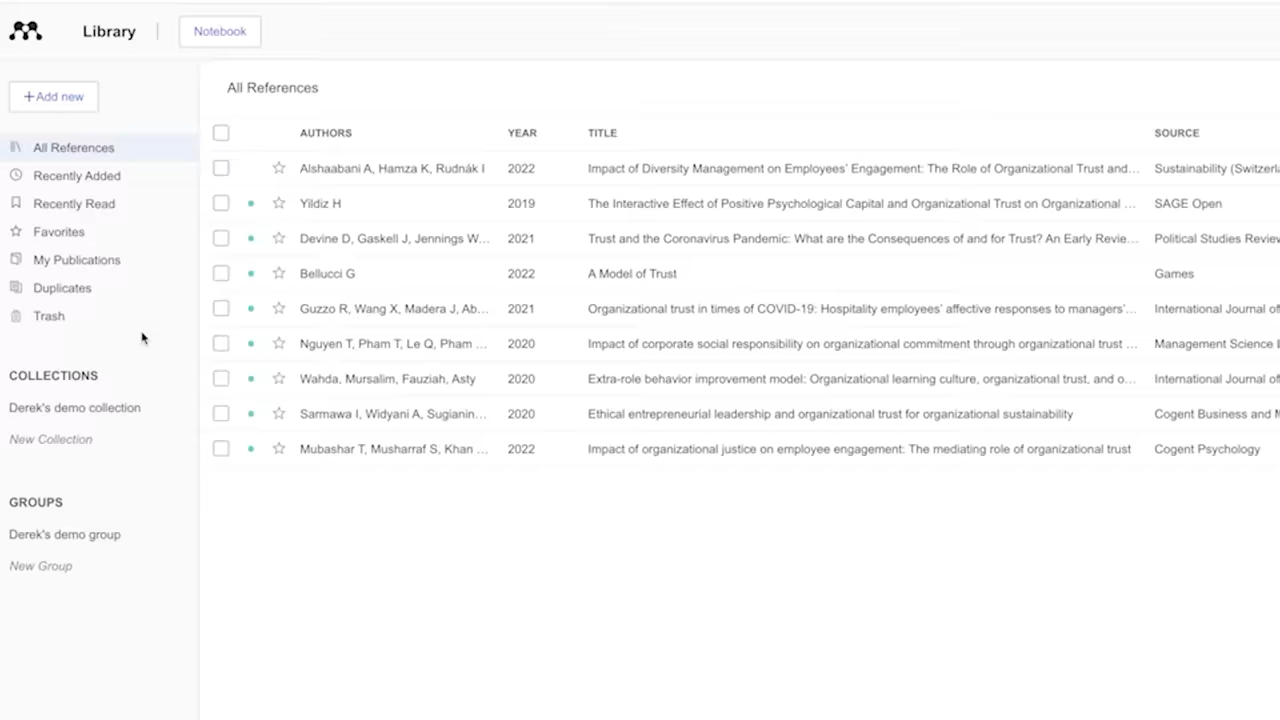 Library
Notebook
+Add new
All References
Recently Added
Recently Read
Favorites
My Publications
Duplicates
Trash
COLLECTIONS
Derek's demo collection
New Collection
GROUPS
Derek's demo group
New Group
All References
AUTHORS YEAR TITLE SOURCE
Alshaabani A, Hamza K, Rudnák I 2022 Impact of Diversity Management on Employees' Engagement: The Role of Organizational Trust and... Sustainability
Yildiz H 2019 The Interactive Effect of Positive Psychological Capital and Organizational Trust on Organizational ... SAGE Open
Devine D, Gaskell J, Jennings W... 2021 Trust and the Coronavirus Pandemic: What are the Consequences of and for Trust? An Early Revie... Political Studies Review
Bellucci G 2022 A Model of Trust Games
Guzzo R, Wang X, Madera J, Ab... 2021 Organizational trust in times of COVID-19: Hospitality employees' affective responses to managers'... International Journal of
Nguyen T, Pham T, Le Q, Pham ... 2020 Impact of corporate social responsibility on organizational commitment through organizational trust ... Management Science
Wahda, Mursalim, Fauziah, Asty 2020 Extra-role behavior improvement model: Organizational learning culture, organizational trust, and o... International Journal of
Sarmawa I, Widyani A, Sugianin... 2020 Ethical entrepreneurial leadership and organizational trust for organizational sustainability Cogent Business and
Mubashar T, Musharraf S, Khan ... 2022 Impact of organizational justice on employee engagement: The mediating role of organizational trust Cogent Psychology